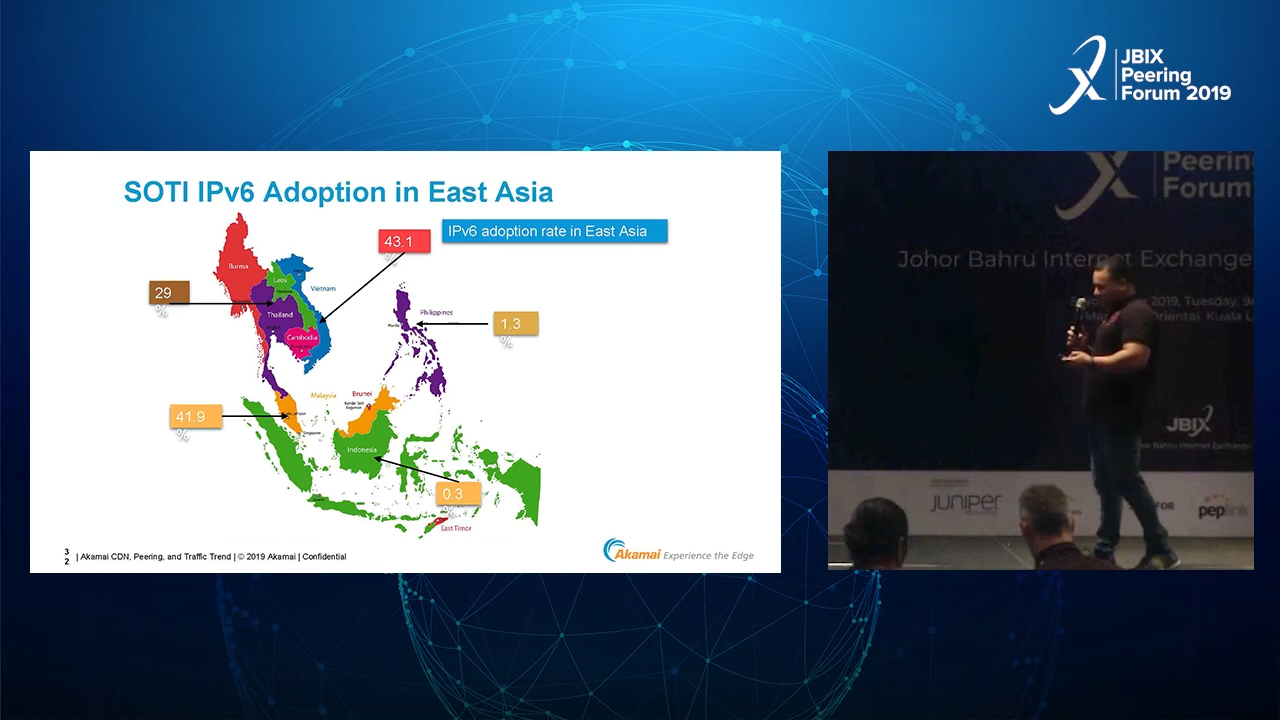 JBIX
Peering
Forum 2019
SOTI IPv6 Adoption in East Asia
IPv6 adoption rate in East Asia
43.1
%
29
%
1.3
%
41.9
%
0.3
%
Burma
Laos
Vietnam
Thailand
Cambodia
Philippines
Manila
Malaysia
Brunei
Bandar Seri
Begawan
Singapore
Indonesia
East Timor
3
2
| Akamai CDN, Peering, and Traffic Trend | © 2019 Akamai | Confidential
Akamai Experience the Edge
Peering
Forum
Johor Bahru Internet Exchange
2019, Tuesday,
Kuala L
JBIX
Johor Bahru Internet Exchange
JUNIPER
FOR
peplink